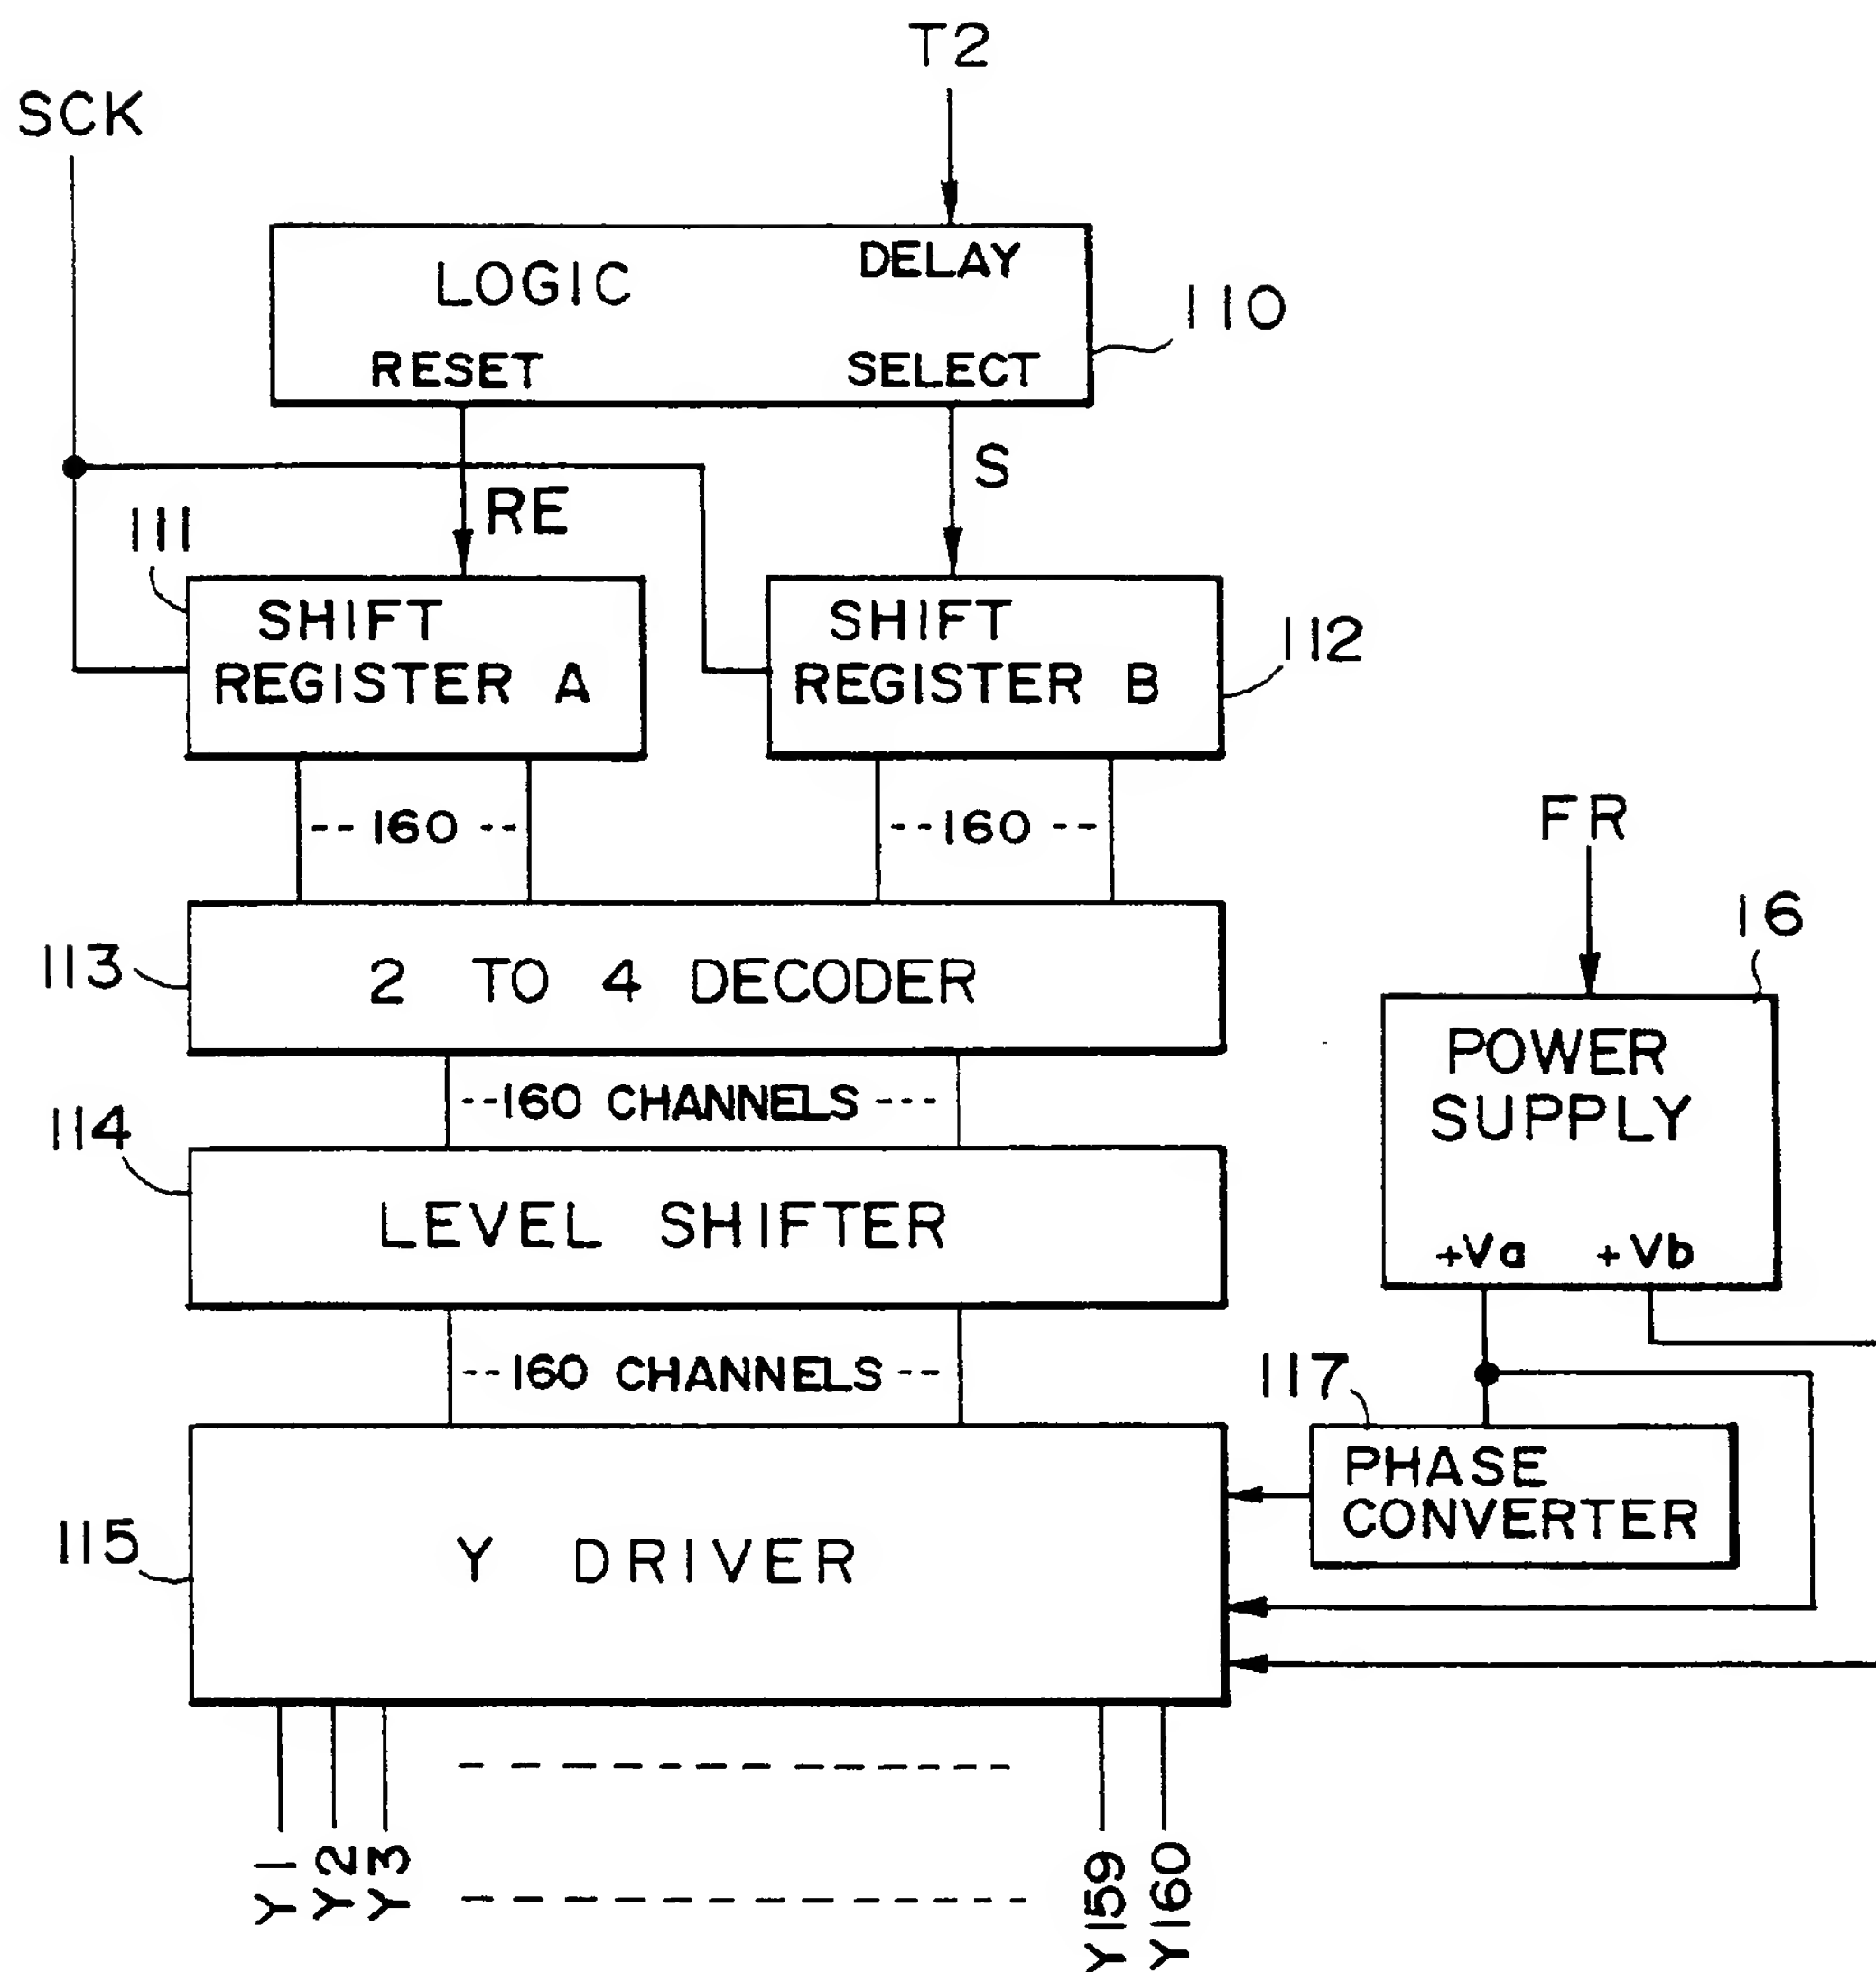 T2
SCK
LOGIC
DELAY
RESET
SELECT
110
S
RE
111
SHIFT
REGISTER A
SHIFT
REGISTER B
112
--160--
--160--
FR
16
113
2 TO 4 DECODER
POWER
SUPPLY
+Va
+Vb
--160 CHANNELS---
114
LEVEL SHIFTER
--160 CHANNELS--
117
PHASE
CONVERTER
115
Y DRIVER
Y1
Y2
Y3
Y159
Y160